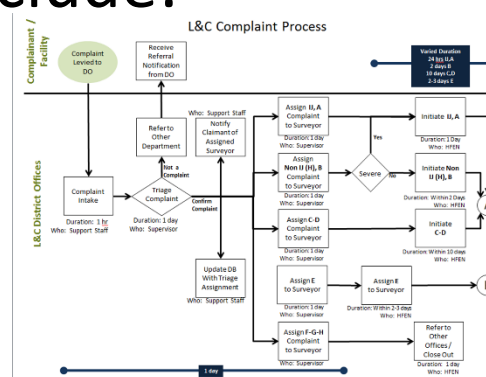 L&C Complaint Process
Complainant/
Facility
Complaint
Levied to
DO
Receive
Referral
Notification
from DO
Varied Duration
24 hrs IJ,A
2 days B
10 days C,D
2-3 days E
L&C District Offices
Complaint
Intake
Duration: 1 hr
Who: Support Staff
Refer to
Other
Department
Not a
Complaint
Triage
Complaint
Confirm
Complaint
Duration: 1 day
Who: Supervisor
Who: Support Staff
Notify
Claimant of
Assigned
Surveyor
Update DB
With Triage
Assignment
Who: Support Staff
Assign IJ, A
Complaint
to Surveyor
Duration: 1 day
Who: Supervisor
Assign
Non IJ (H), B
Complaint
to Surveyor
Duration: 1 day
Who: Supervisor
Assign C-D
Complaint
to Surveyor
Duration: 1 day
Who: Supervisor
Assign E
to Surveyor
Duration: 1 day
Who: Supervisor
Assign F-G-H
Complaint
to Surveyor
Duration: 1 day
Who: Supervisor
Yes
Severe
No
Initiate IJ, A
Duration: 1 Day
Who: HFEN
Initiate Non
IJ (H), B
Duration: Within 2 Days
Who: HFEN
Initiate
C-D
Duration: Within 10 days
Who: HFEN
Assign E
to Surveyor
Duration: Within 2-3 days
Who: HFEN
Refer to
Other
Offices /
Close Out
Duration: 1 day
Who: HFEN
1 day